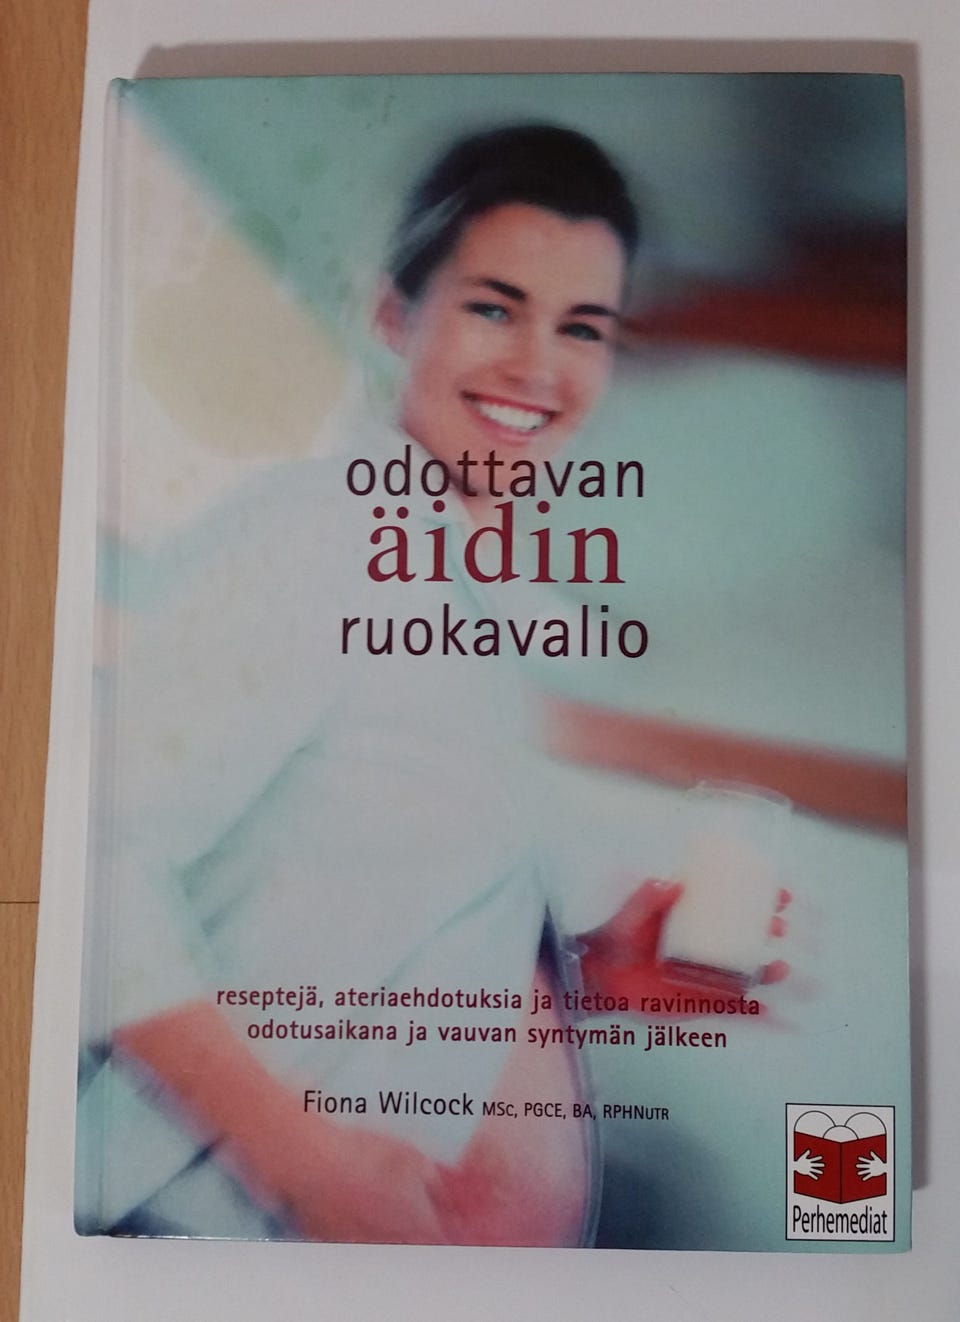 odottavan
äidin
ruokavalio
reseptejä, ateriaehdotuksia ja tietoa ravinnosta
odotusaikana ja vauvan syntymän jälkeen
Fiona Wilcock MSc, PGCE, BA, RPHNutr
Perhemediat